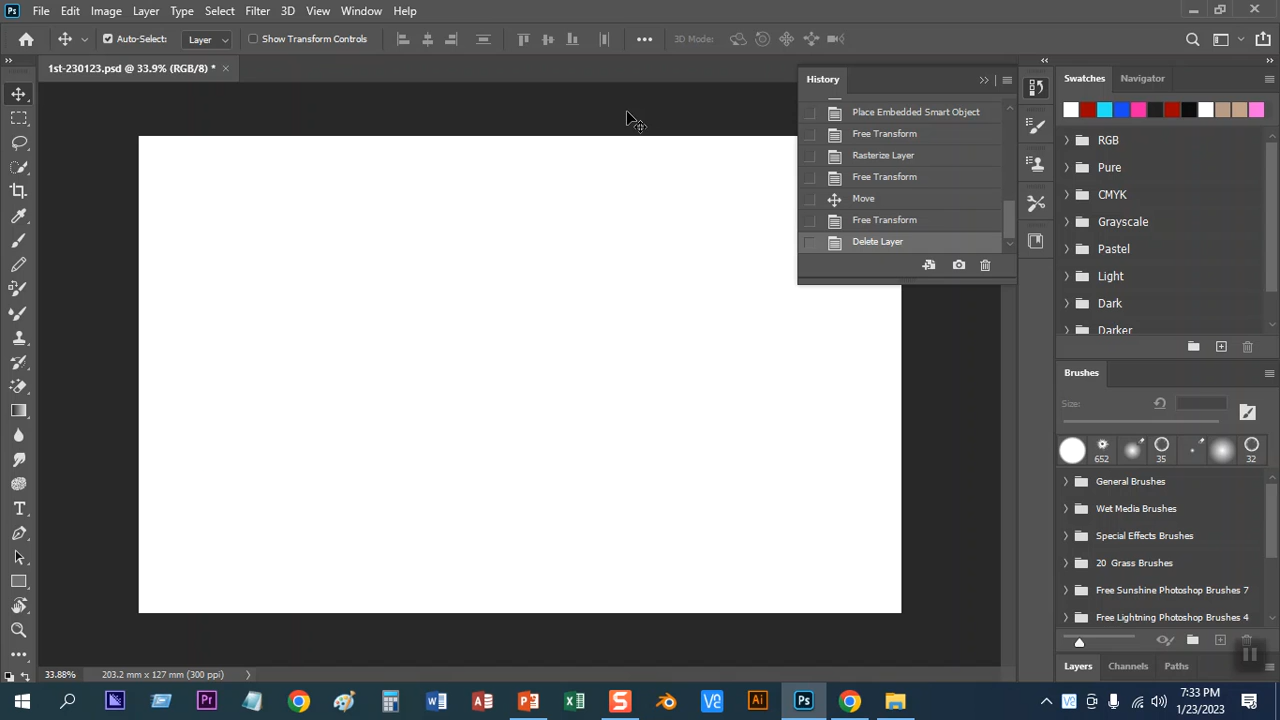 Ps File Edit Image Layer Type Select Filter 3D View Window Help
Auto-Select: Layer Show Transform Controls 3D Mode:
1st-230123.psd @ 33.9% (RGB/8) *
History
Place Embedded Smart Object
Free Transform
Rasterize Layer
Free Transform
Move
Free Transform
Delete Layer
Swatches Navigator
RGB
Pure
CMYK
Grayscale
Pastel
Light
Dark
Darker
Brushes
Size:
652 35 32
General Brushes
Wet Media Brushes
Special Effects Brushes
20 Grass Brushes
Free Sunshine Photoshop Brushes 7
Free Lightning Photoshop Brushes 4
Layers Channels Paths
33.88% 203.2 mm x 127 mm (300 ppi)
7:33 PM
1/23/2023